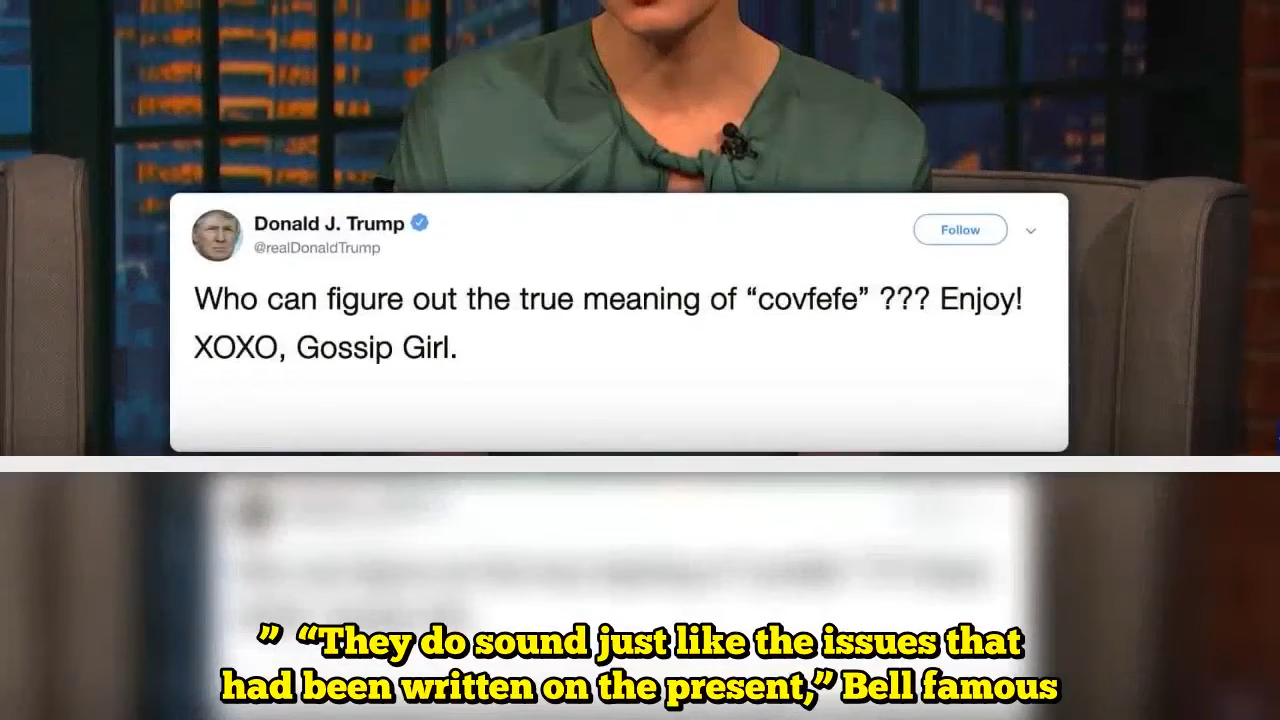 Donald J. Trump
@realDonaldTrump
Follow
Who can figure out the true meaning of “covfefe” ??? Enjoy!
XOXO, Gossip Girl.
” “They do sound just like the issues that
had been written on the present,” Bell famous